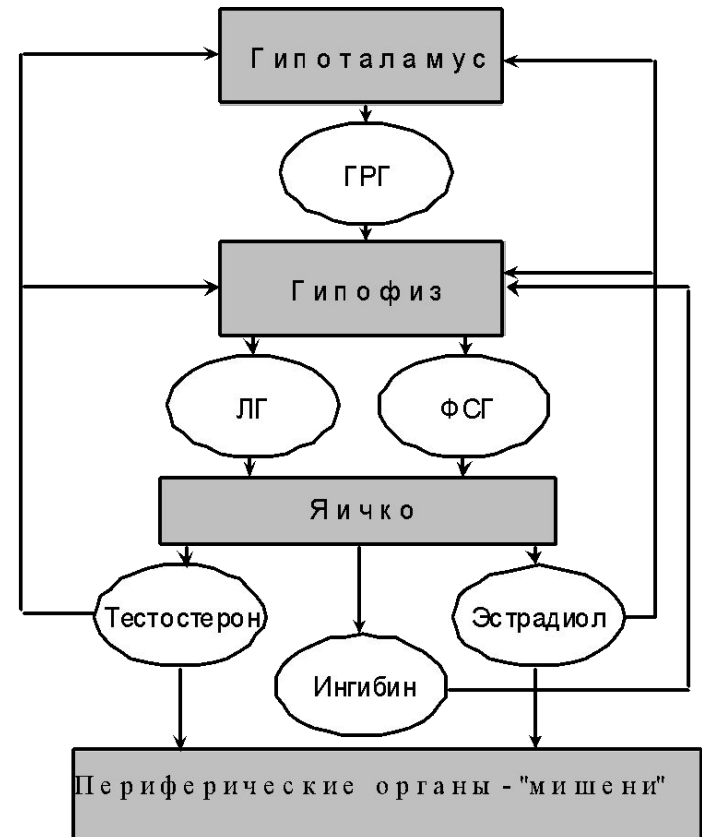 Гипоталамус
ГРГ
Гипофиз
ЛГ ФСГ
Яичко
Тестостерон Эстрадиол
Ингибин
Периферические органы-"мишени"